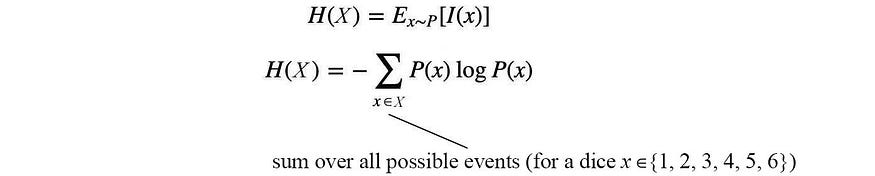 H(X) = E_{x~P}[I(x)]
H(X) = − ∑ P(x) log P(x)
x∈X
sum over all possible events (for a dice x ∈{1, 2, 3, 4, 5, 6})